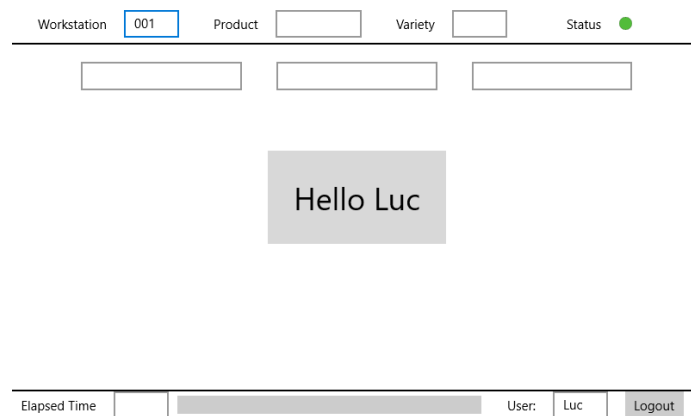 Workstation 001 Product Variety Status
Hello Luc
Elapsed Time User: Luc Logout